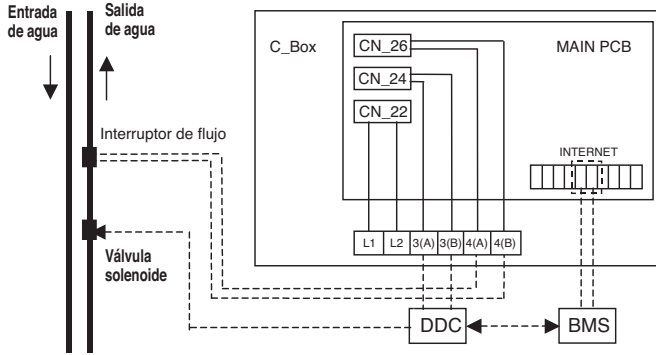 Entrada
de agua
Salida
de agua
C_Box
CN_26
MAIN PCB
CN_24
CN_22
Interruptor de flujo
INTERNET
L1 L2 3(A) 3(B) 4(A) 4(B)
Válvula
solenoide
DDC
BMS